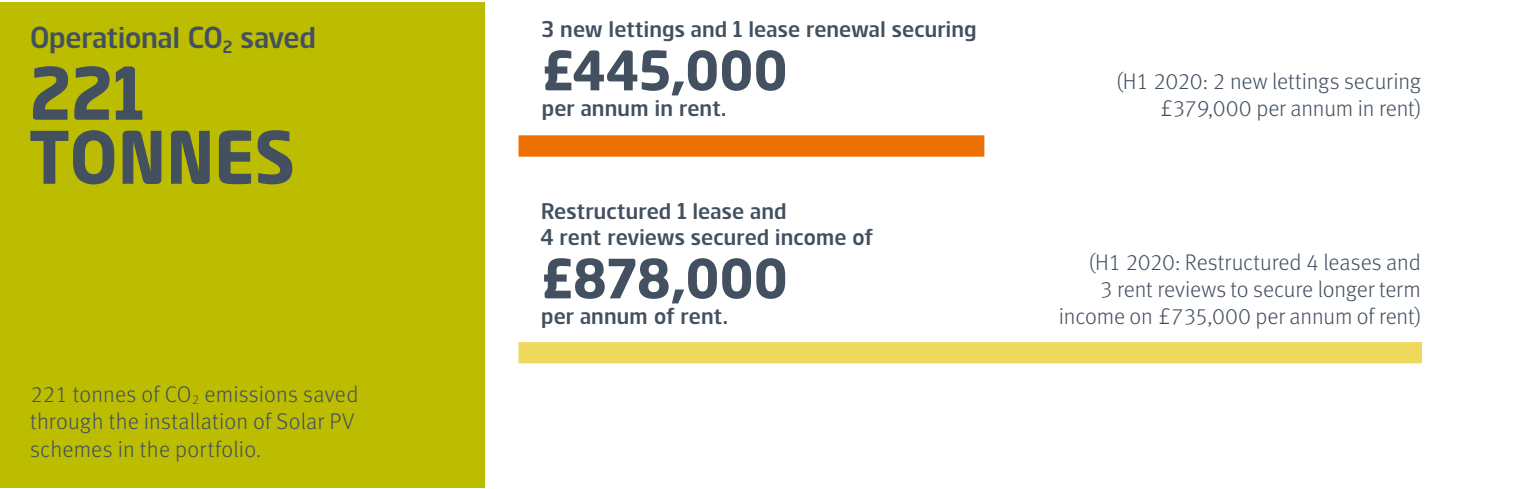 Operational CO₂ saved
221
TONNES
221 tonnes of CO₂ emissions saved
through the installation of Solar PV
schemes in the portfolio.
3 new lettings and 1 lease renewal securing
£445,000
per annum in rent.
(H1 2020: 2 new lettings securing
£379,000 per annum in rent)
Restructured 1 lease and
4 rent reviews secured income of
£878,000
per annum of rent.
(H1 2020: Restructured 4 leases and
3 rent reviews to secure longer term
income on £735,000 per annum of rent)